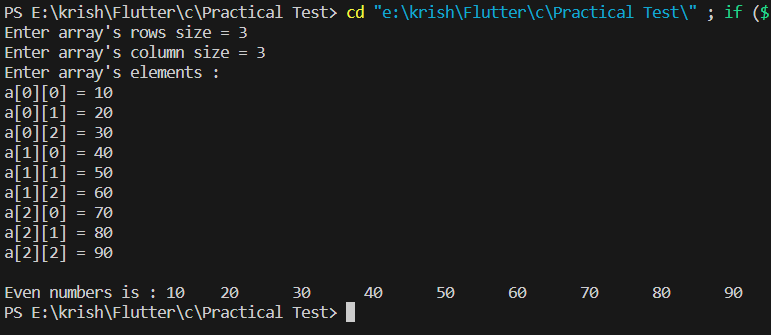 PS E:\krish\Flutter\c\Practical Test> cd "e:\krish\Flutter\c\Practical Test\" ; if ($
Enter array's rows size = 3
Enter array's column size = 3
Enter array's elements :
a[0][0] = 10
a[0][1] = 20
a[0][2] = 30
a[1][0] = 40
a[1][1] = 50
a[1][2] = 60
a[2][0] = 70
a[2][1] = 80
a[2][2] = 90
Even numbers is : 10 20 30 40 50 60 70 80 90
PS E:\krish\Flutter\c\Practical Test>